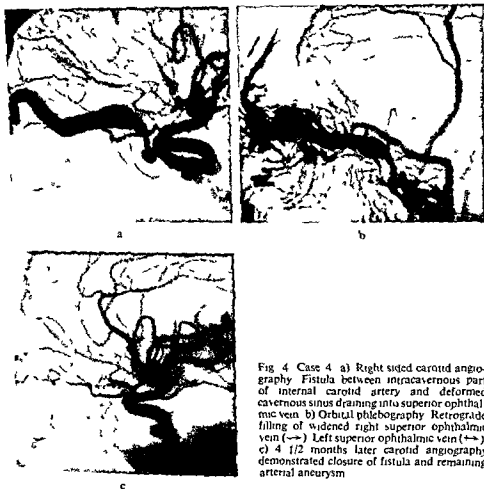 a
b
c
Fig 4 Case 4 a) Right sided carotid angio-
graphy Fistula between intracavernous part
of internal carotid artery and deformed
cavernous sinus draining into superior ophthal
mic vein b) Orbital phlebography Retrograde
filling of widened right superior ophthalmic
vein (→) Left superior ophthalmic vein (↔)
c) 4 1/2 months later carotid angiography
demonstrated closure of fistula and remaining
arterial aneurysm